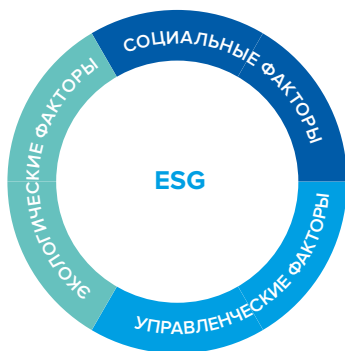 СОЦИАЛЬНЫЕ ФАКТОРЫ
ЭКОЛОГИЧЕСКИЕ ФАКТОРЫ
ESG
УПРАВЛЕНЧЕСКИЕ ФАКТОРЫ